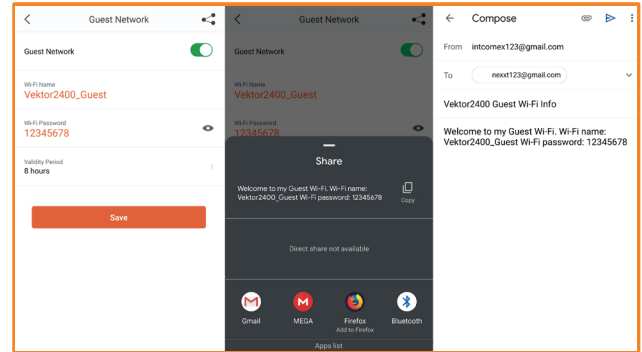 Guest Network
Guest Network
Wi-Fi Name
Vektor2400_Guest
Wi-Fi Password
12345678
Validity Period
8 hours
Save
Guest Network
Guest Network
Wi-Fi Name
Vektor2400_Guest
Wi-Fi Password
12345678
Share
Welcome to my Guest Wi-Fi. Wi-Fi name:
Vektor2400_Guest Wi-Fi password: 12345678
Copy
Direct share not available
Gmail
MEGA
Firefox
Add to Firefox
Bluetooth
Apps list
Compose
From intcomex123@gmail.com
To nexxt123@gmail.com
Vektor2400 Guest Wi-Fi Info
Welcome to my Guest Wi-Fi. Wi-Fi name:
Vektor2400_Guest Wi-Fi password: 12345678